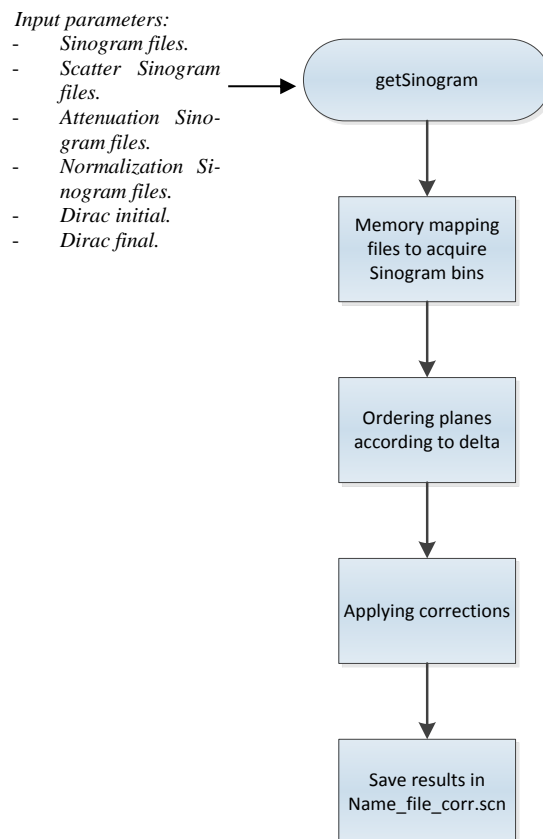 Input parameters:
- Sinogram files.
- Scatter Sinogram
files.
- Attenuation Sino-
gram files.
- Normalization Si-
nogram files.
- Dirac initial.
- Dirac final.
getSinogram
Memory mapping
files to acquire
Sinogram bins
Ordering planes
according to delta
Applying corrections
Save results in
Name_file_corr.scn